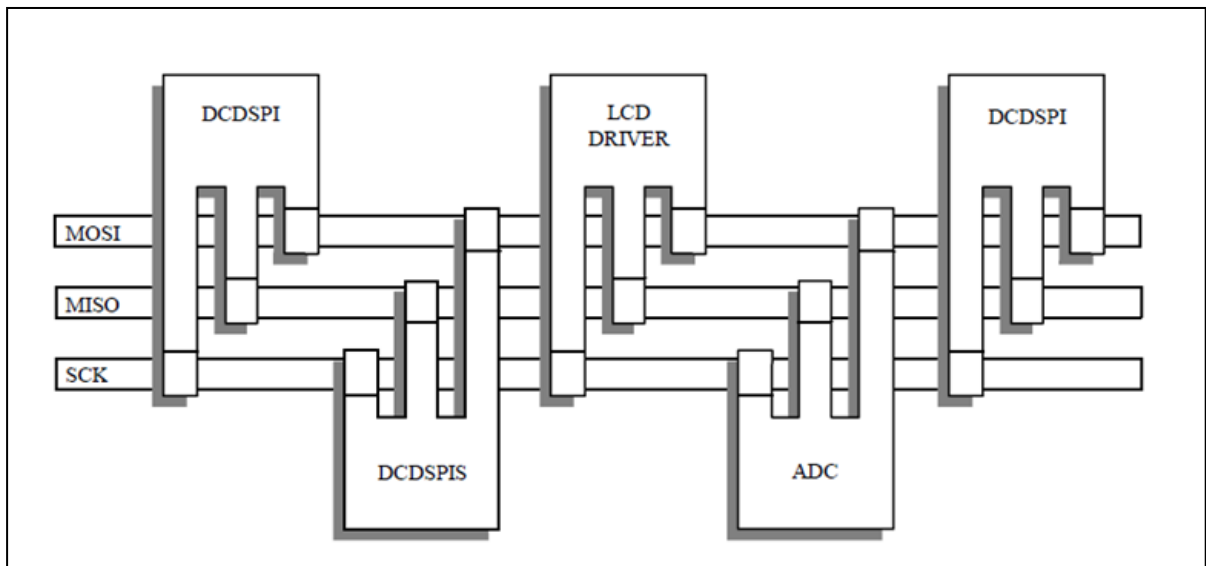 DCDSPI
LCD
DRIVER
DCDSPI
MOSI
MISO
SCK
DCDSPIS
ADC